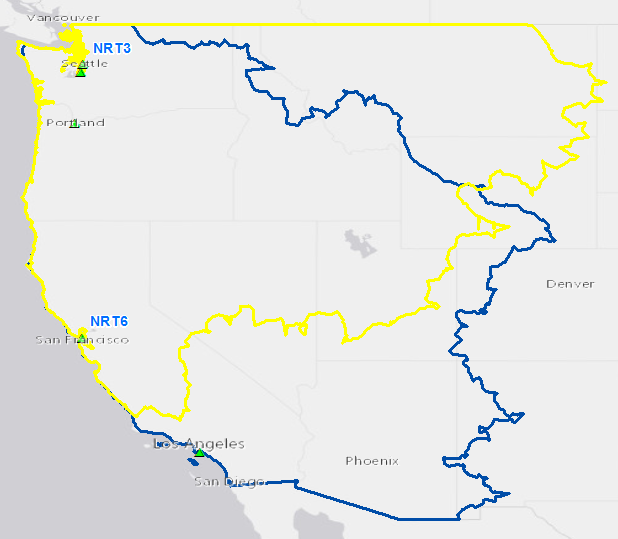 Vancouver
NRT3
Seattle
Portland
Denver
NRT6
San Francisco
Los Angeles
Phoenix
San Diego